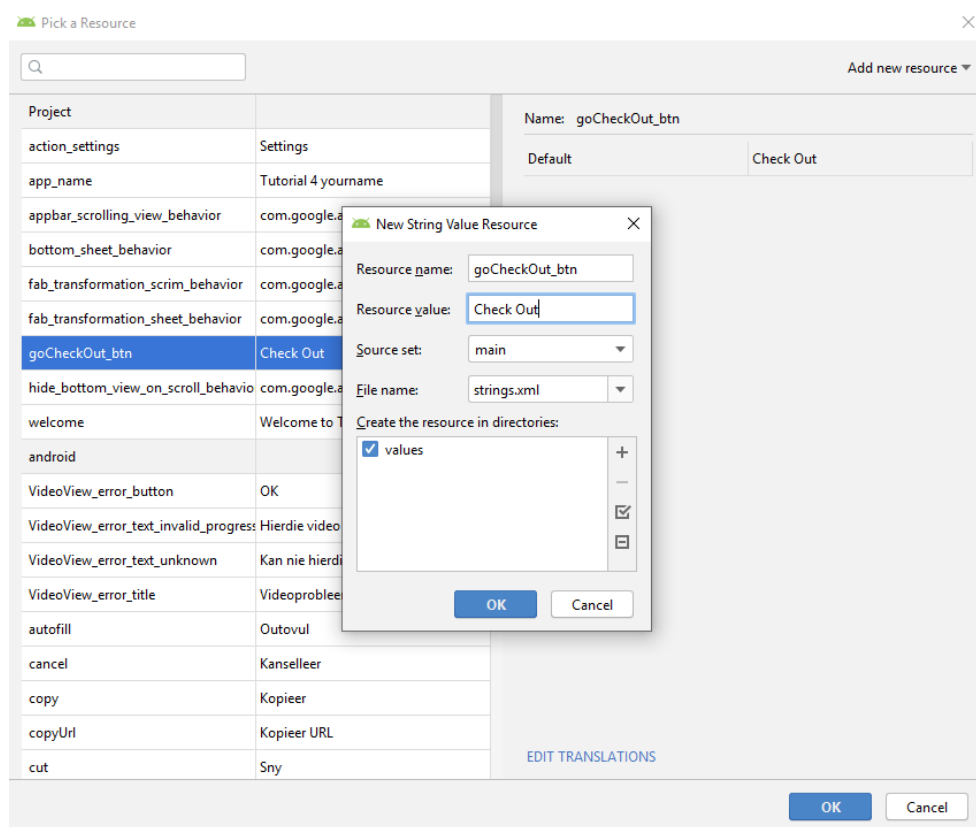 Pick a Resource
Add new resource
Project
action_settings Settings
app_name Tutorial 4 yourname
appbar_scrolling_view_behavior com.google.a
bottom_sheet_behavior com.google.a
fab_transformation_scrim_behavior com.google.a
fab_transformation_sheet_behavior com.google.a
goCheckOut_btn Check Out
hide_bottom_view_on_scroll_behavio com.google.a
welcome Welcome to T
android
VideoView_error_button OK
VideoView_error_text_invalid_progress Hierdie video
VideoView_error_text_unknown Kan nie hierdi
VideoView_error_title Videoproblee
autofill Outovul
cancel Kanselleer
copy Kopieer
copyUrl Kopieer URL
cut Sny
Name: goCheckOut_btn
Default Check Out
New String Value Resource
Resource name: goCheckOut_btn
Resource value: Check Out
Source set: main
File name: strings.xml
Create the resource in directories:
values
OK Cancel
EDIT TRANSLATIONS
OK Cancel